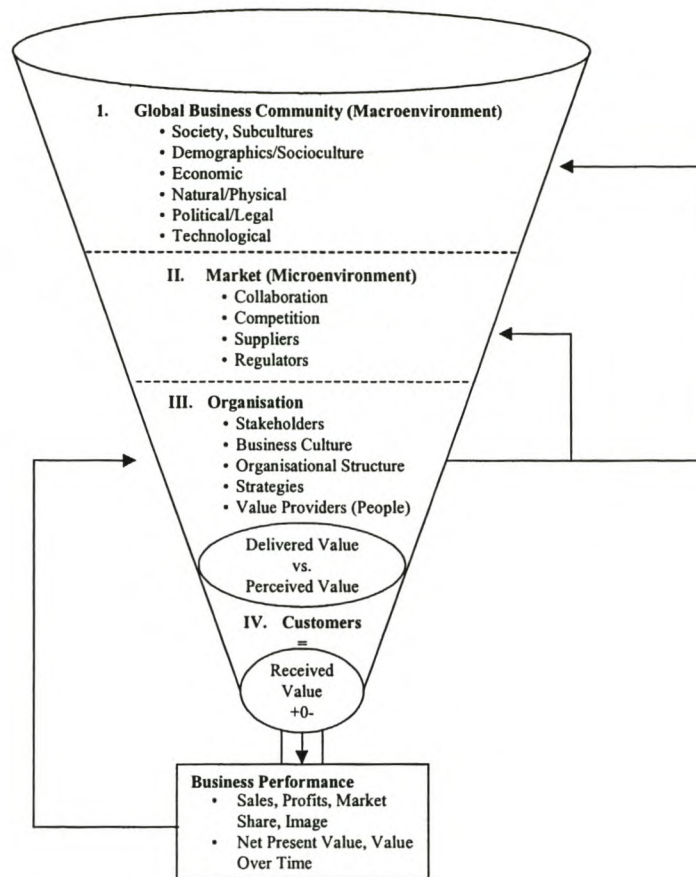 1. Global Business Community (Macroenvironment)
• Society, Subcultures
• Demographics/Socioculture
• Economic
• Natural/Physical
• Political/Legal
• Technological
II. Market (Microenvironment)
• Collaboration
• Competition
• Suppliers
• Regulators
III. Organisation
• Stakeholders
• Business Culture
• Organisational Structure
• Strategies
• Value Providers (People)
Delivered Value
vs.
Perceived Value
IV. Customers
=
Received
Value
+0-
Business Performance
• Sales, Profits, Market
Share, Image
• Net Present Value, Value
Over Time